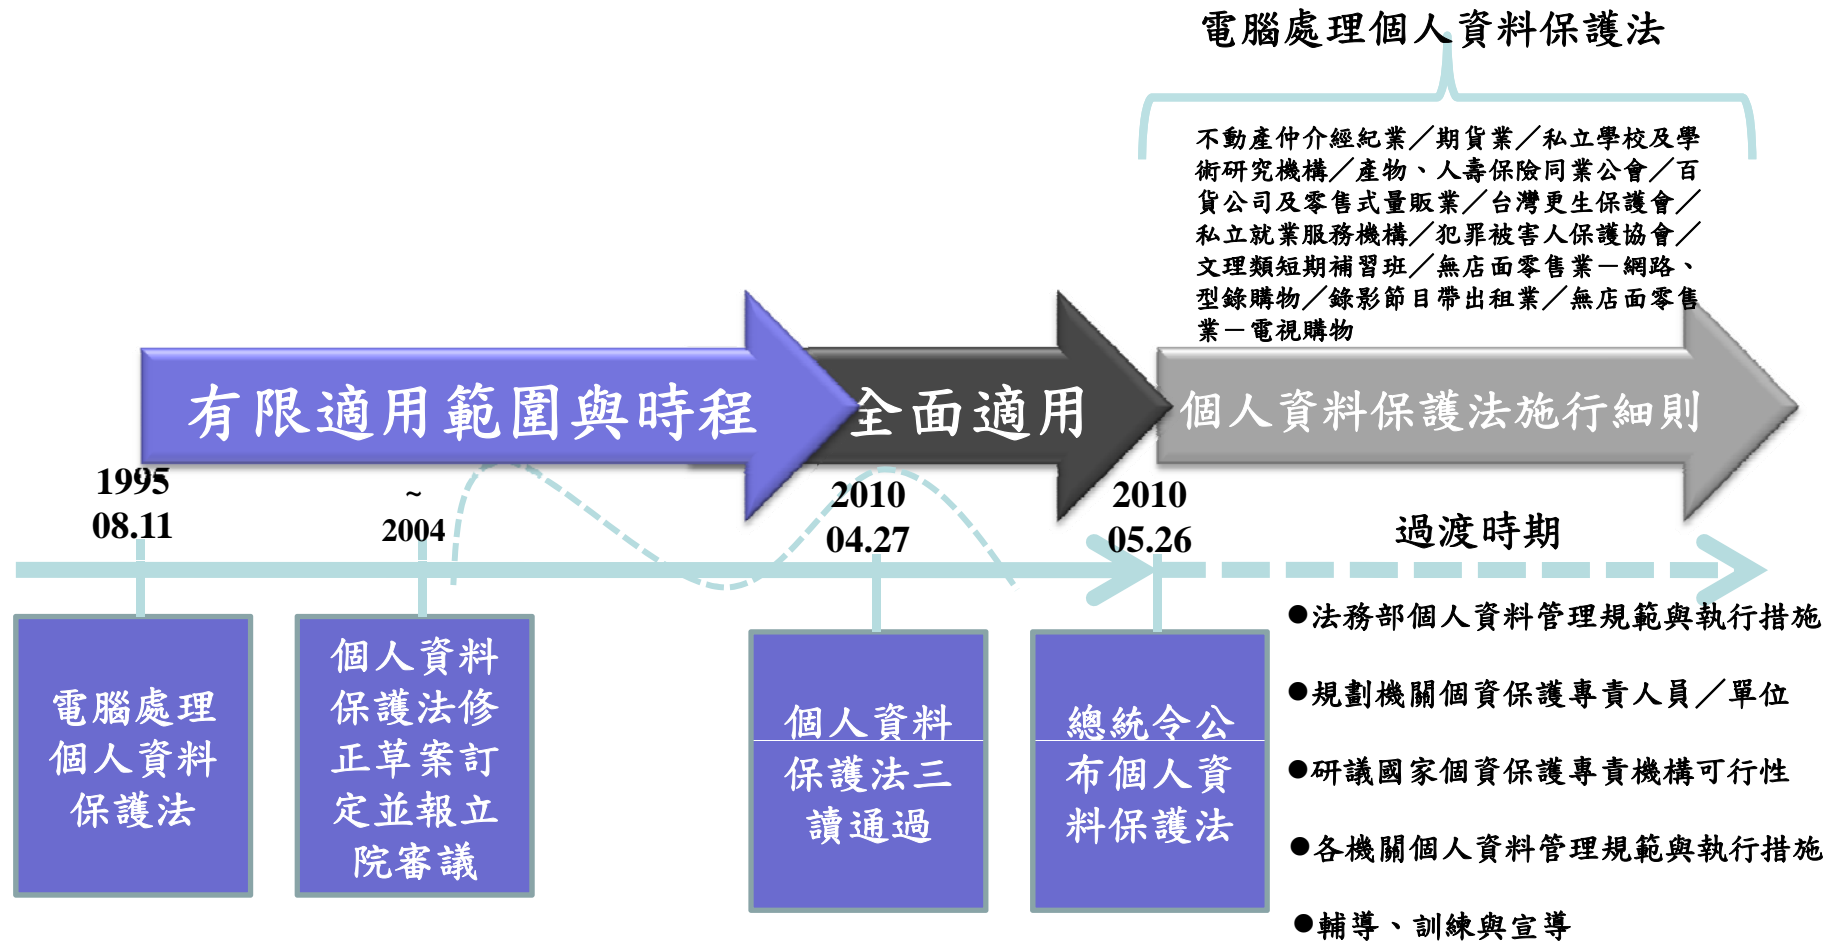 電腦處理個人資料保護法
不動產仲介經紀業／期貨業／私立學校及學
術研究機構／產物、人壽保險同業公會／百
貨公司及零售式量販業／台灣更生保護會／
私立就業服務機構／犯罪被害人保護協會／
文理類短期補習班／無店面零售業－網路、
型錄購物／錄影節目帶出租業／無店面零售
業－電視購物
有限適用範圍與時程
全面適用
個人資料保護法施行細則
1995
08.11
~
2004
2010
04.27
2010
05.26
過渡時期
電腦處理
個人資料
保護法
個人資料
保護法修
正草案訂
定並報立
院審議
個人資料
保護法三
讀通過
總統令公
布個人資
料保護法
●法務部個人資料管理規範與執行措施
●規劃機關個資保護專責人員／單位
●研議國家個資保護專責機構可行性
●各機關個人資料管理規範與執行措施
●輔導、訓練與宣導